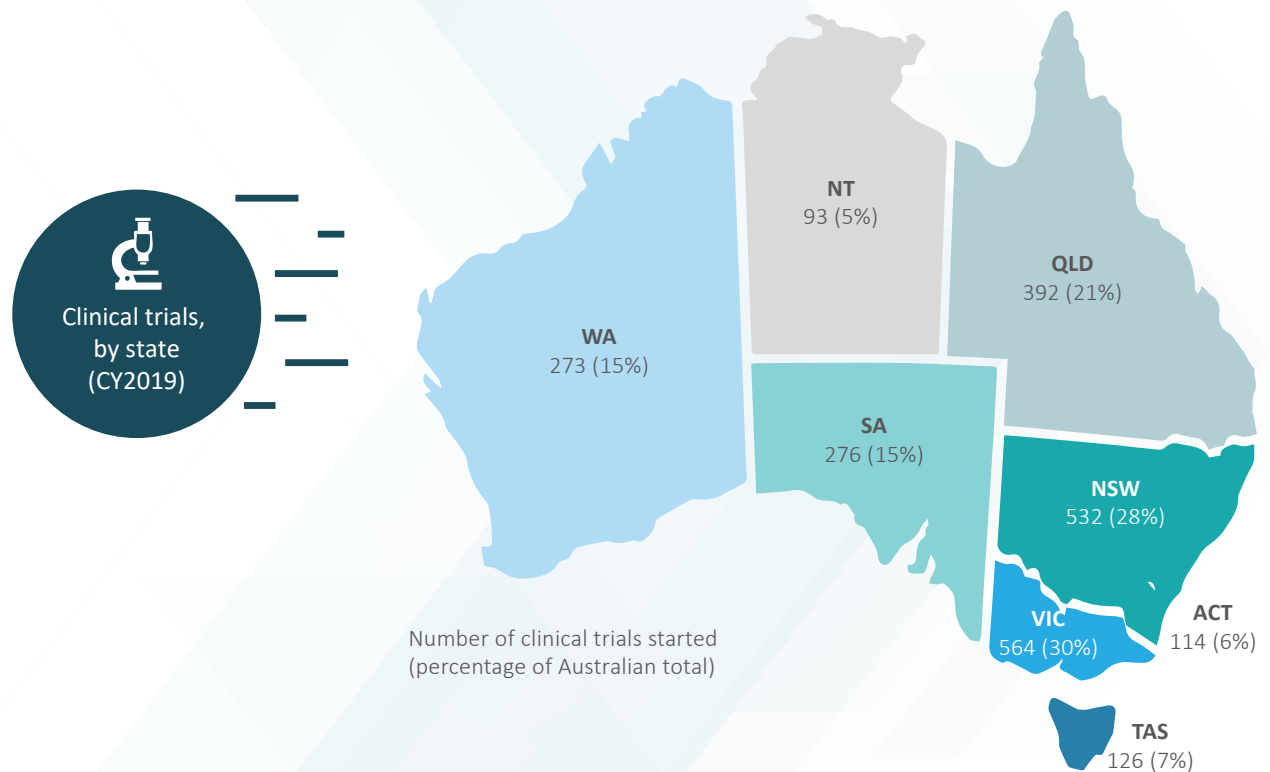 Clinical trials,
by state
(CY2019)
WA
273 (15%)
NT
93 (5%)
QLD
392 (21%)
SA
276 (15%)
NSW
532 (28%)
VIC
564 (30%)
ACT
114 (6%)
TAS
126 (7%)
Number of clinical trials started
(percentage of Australian total)